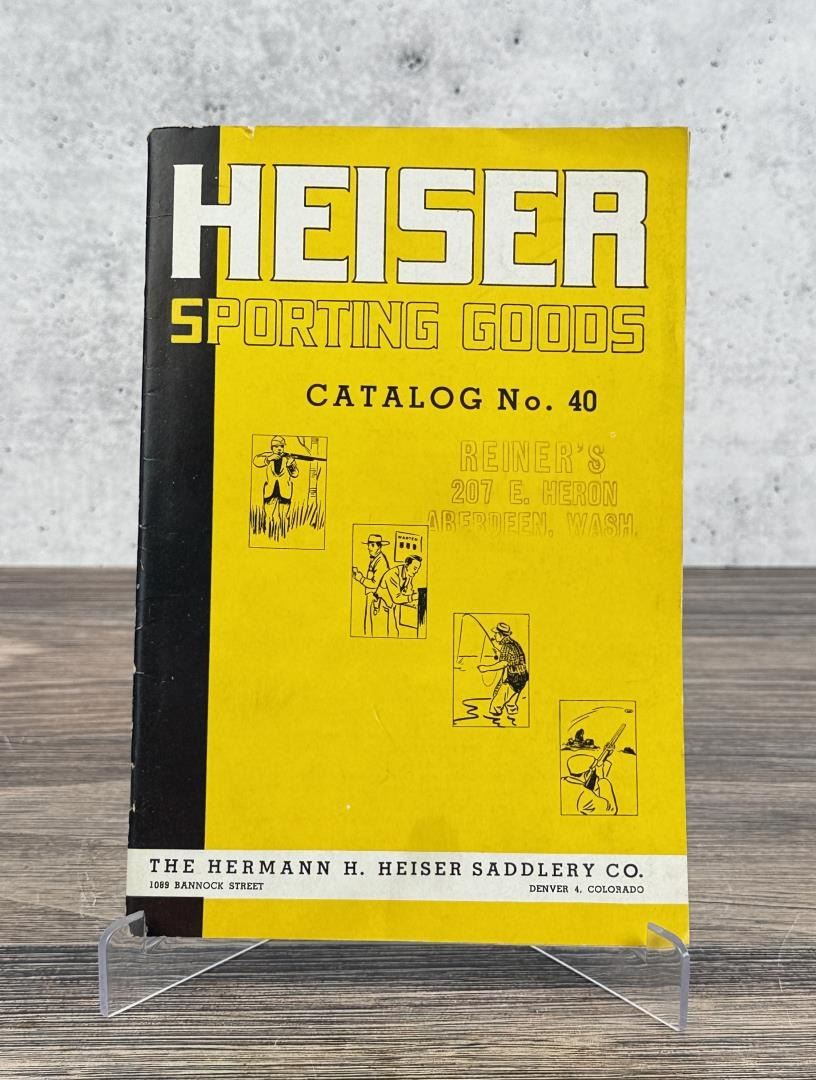 HEISER
SPORTING GOODS
CATALOG No. 40
REINER'S
207 E. HERON
ABERDEEN, WASH.
WANTED
THE HERMANN H. HEISER SADDLERY CO.
1089 BANNOCK STREET
DENVER 4, COLORADO